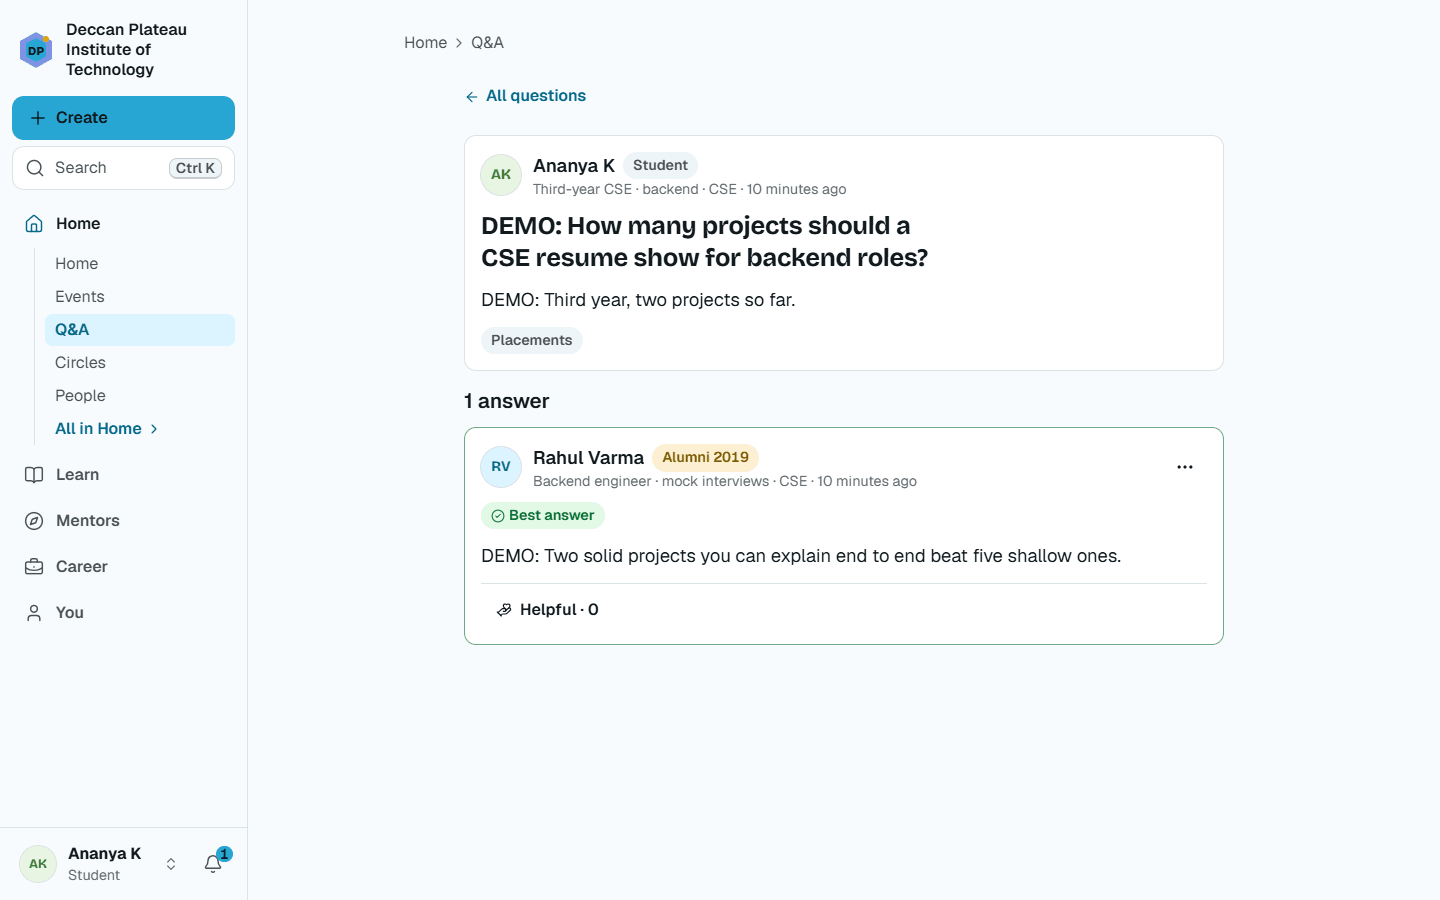 DP
Deccan Plateau
Institute of
Technology
Create
Search Ctrl K
Home
Home
Events
Q&A
Circles
People
All in Home
Learn
Mentors
Career
You
AK
Ananya K
Student
1
Home > Q&A
All questions
AK
Ananya K Student
Third-year CSE · backend · CSE · 10 minutes ago
DEMO: How many projects should a
CSE resume show for backend roles?
DEMO: Third year, two projects so far.
Placements
1 answer
RV
Rahul Varma Alumni 2019
Backend engineer · mock interviews · CSE · 10 minutes ago
Best answer
DEMO: Two solid projects you can explain end to end beat five shallow ones.
Helpful · 0